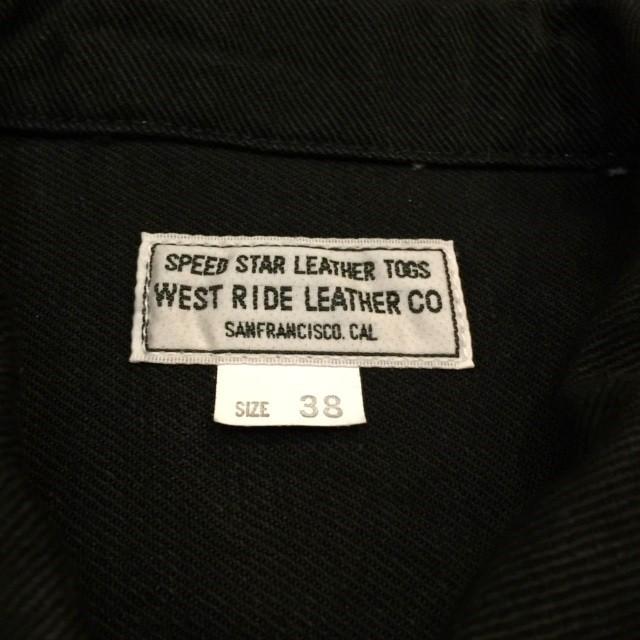 SPEED STAR LEATHER TOGS
WEST RIDE LEATHER CO
SANFRANCISCO. CAL
SIZE 38